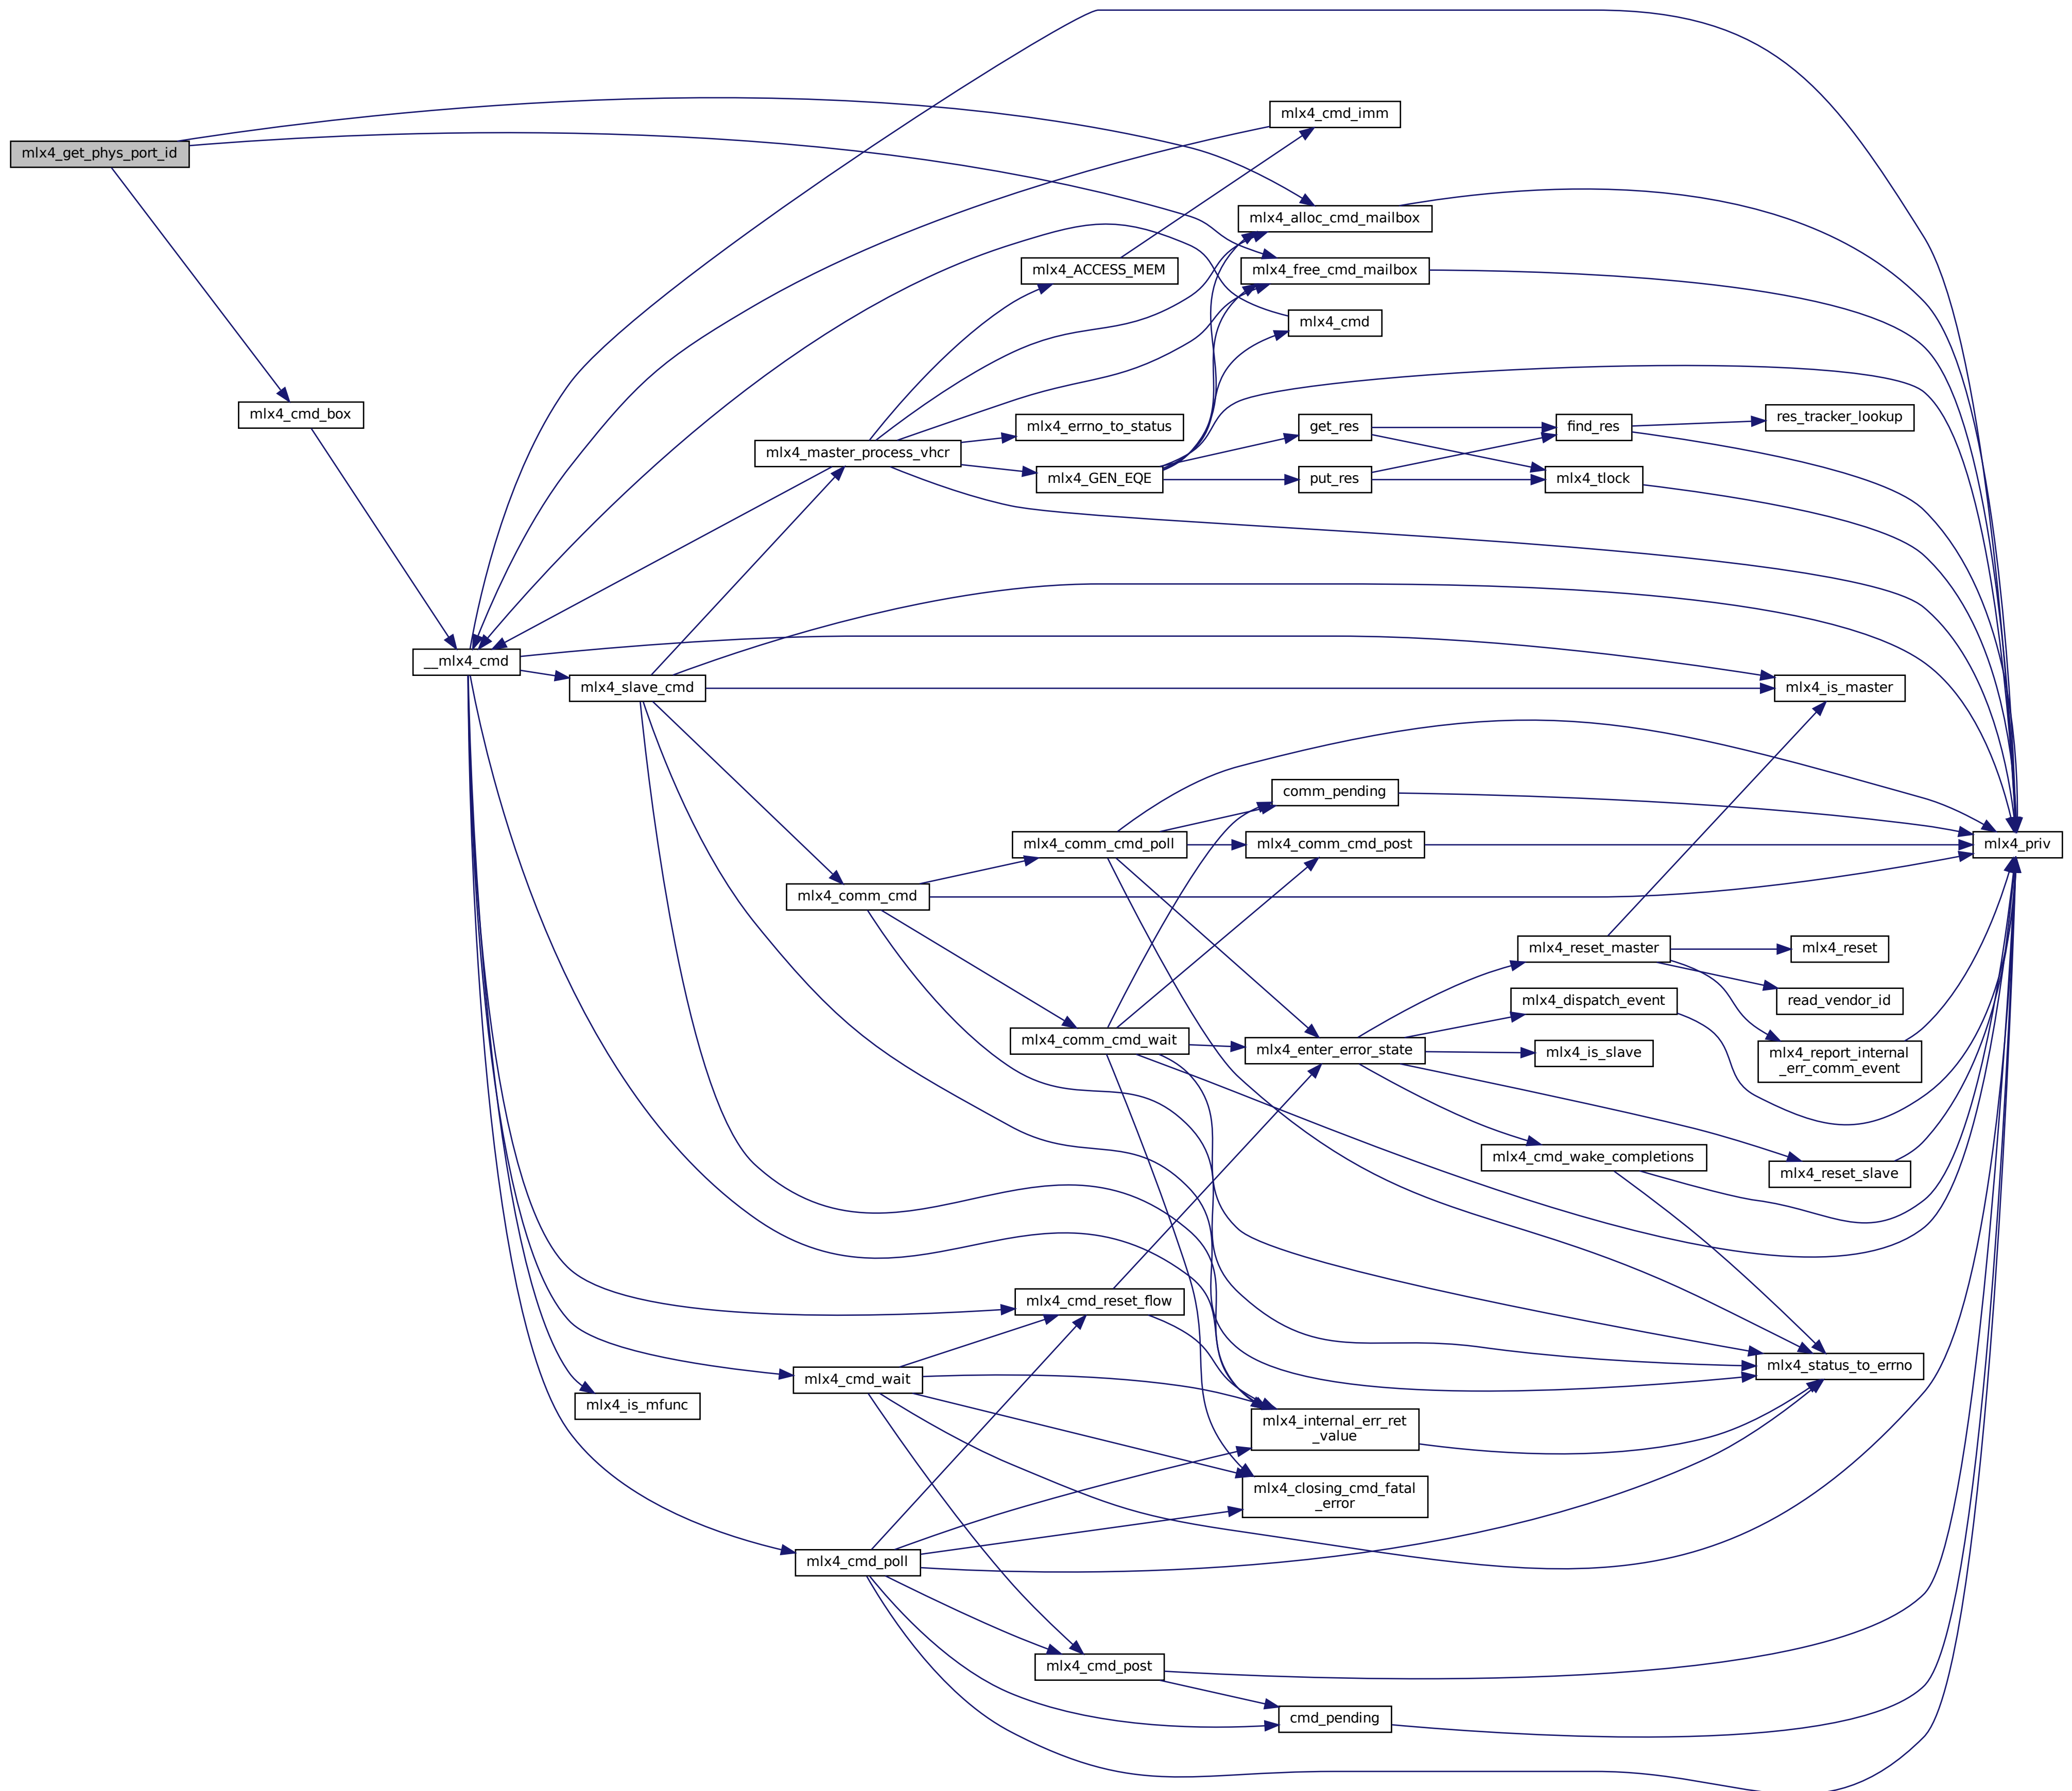 mlx4_cmd_imm
mlx4_get_phys_port_id
mlx4_alloc_cmd_mailbox
mlx4_ACCESS_MEM
mlx4_free_cmd_mailbox
mlx4_cmd
mlx4_cmd_box
res_tracker_lookup
mlx4_errno_to_status
get_res
find_res
mlx4_master_process_vhcr
mlx4_GEN_EQE
put_res
mlx4_tlock
__mlx4_cmd
mlx4_slave_cmd
mlx4_is_master
comm_pending
mlx4_comm_cmd_poll
mlx4_comm_cmd_post
mlx4_priv
mlx4_comm_cmd
mlx4_reset_master
mlx4_reset
mlx4_dispatch_event
read_vendor_id
mlx4_comm_cmd_wait
mlx4_enter_error_state
mlx4_is_slave
mlx4_report_internal
_err_comm_event
mlx4_cmd_wake_completions
mlx4_reset_slave
mlx4_cmd_reset_flow
mlx4_status_to_errno
mlx4_cmd_wait
mlx4_is_mfunc
mlx4_internal_err_ret
_value
mlx4_closing_cmd_fatal
_error
mlx4_cmd_poll
mlx4_cmd_post
cmd_pending